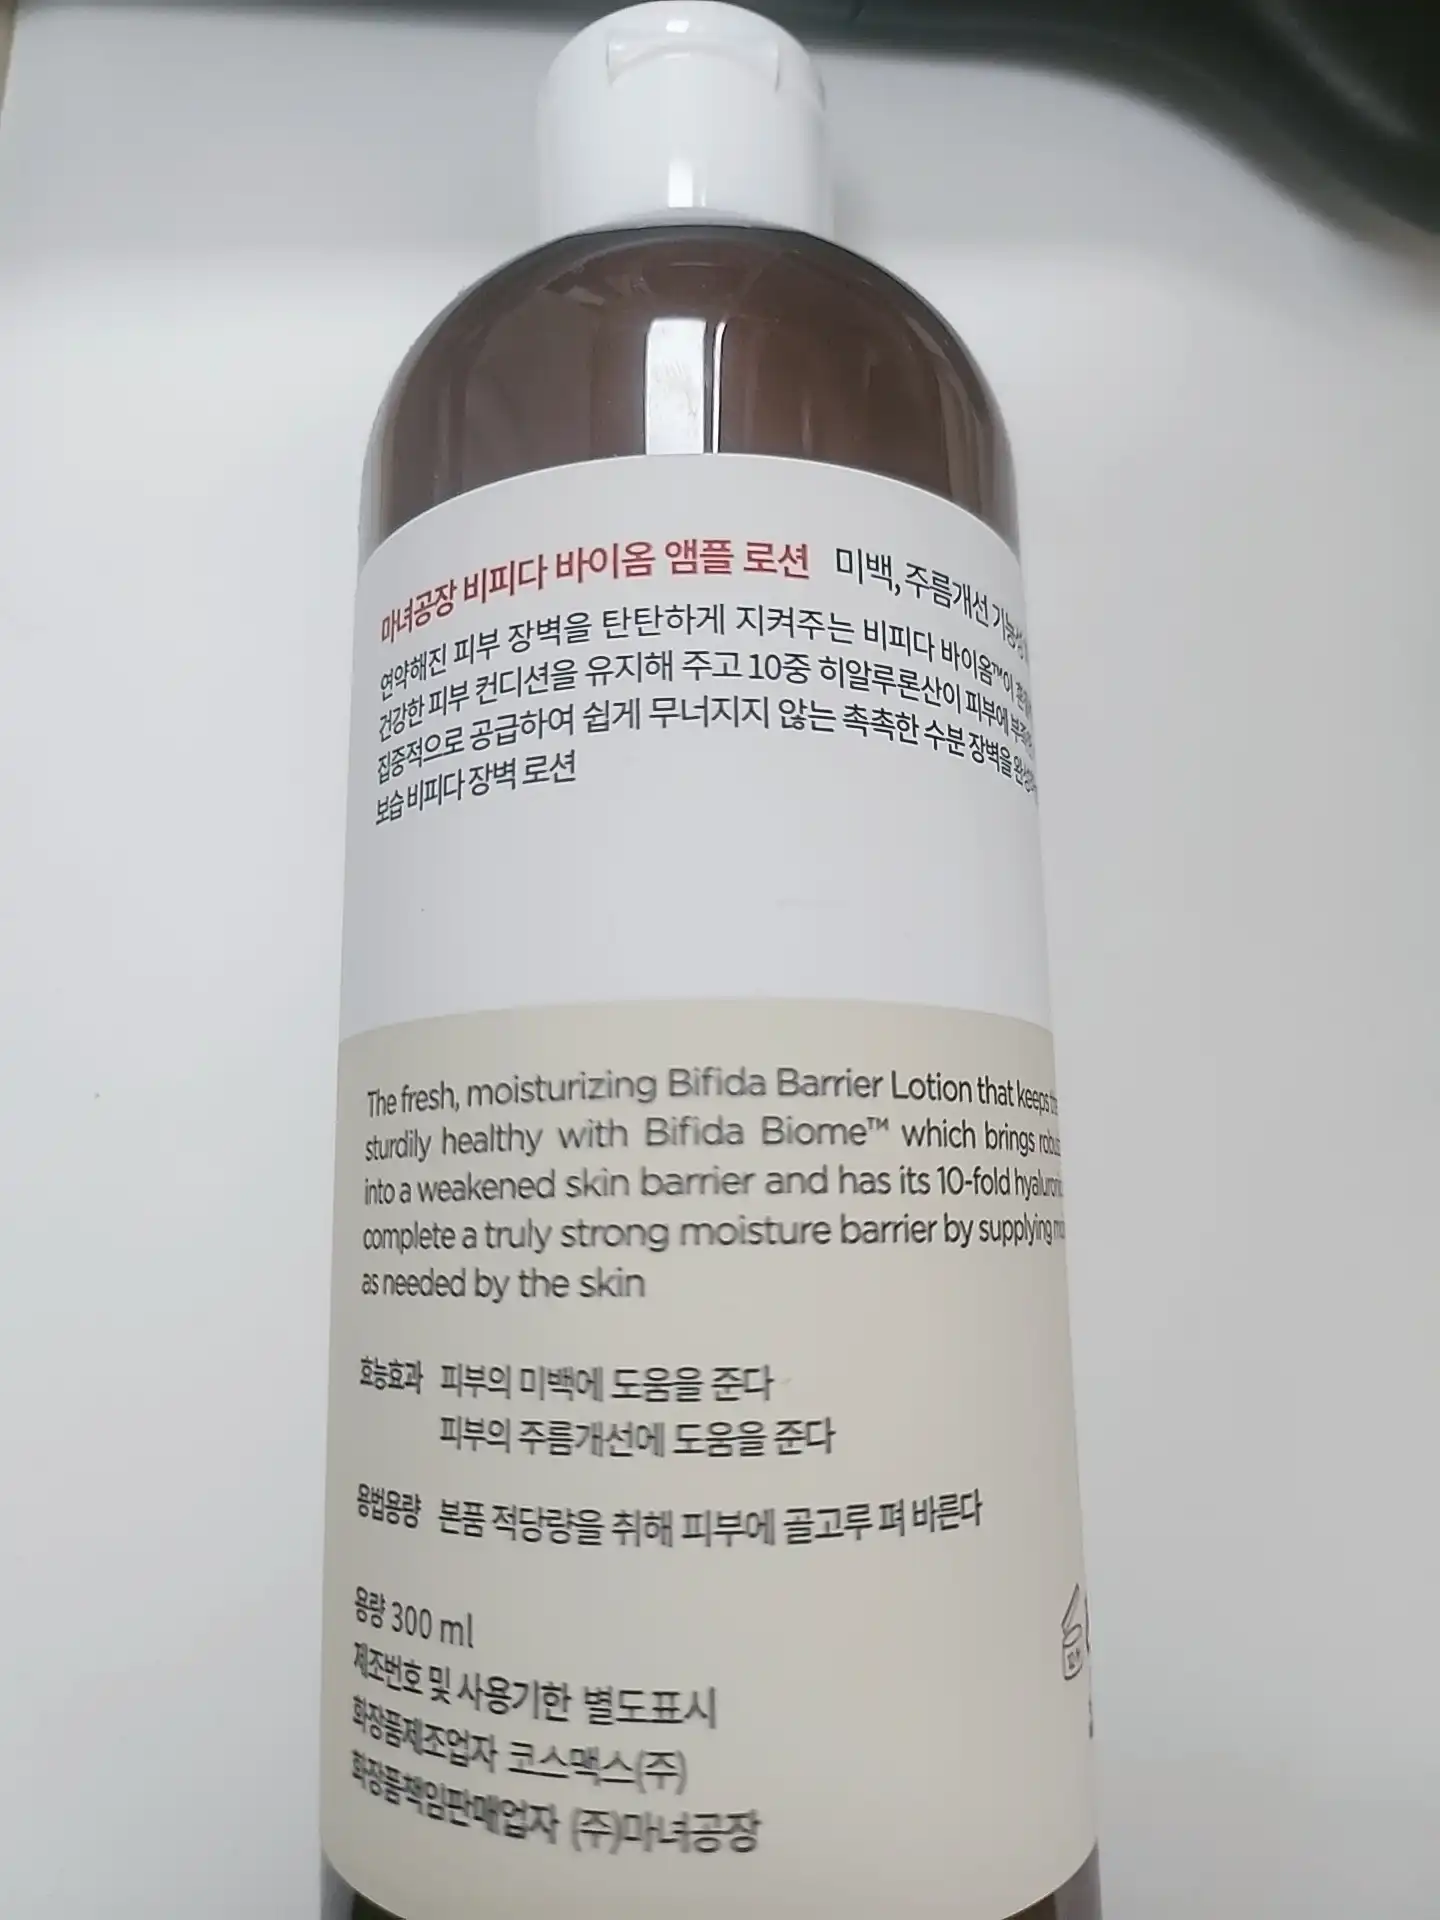 마녀공장 비피다 바이옴 앰플 로션 미백, 주름개선
연약해진 피부 장벽을 탄탄하게 지켜주는 비피다 바이옴™이
건강한 피부 컨디션을 유지해 주고 10중 히알루론산이 피부에
집중적으로 공급하여 쉽게 무너지지 않는 촉촉한 수분 장벽을
보습 비피다 장벽 로션
The fresh, moisturizing Bifida Barrier Lotion that keeps
sturdily healthy with Bifida Biome™ which brings
into a weakened skin barrier and has its 10-fold
complete a truly strong moisture barrier by supplying
as needed by the skin
효능효과 피부의 미백에 도움을 준다
피부의 주름개선에 도움을 준다
용법용량 본품 적당량을 취해 피부에 골고루 펴 바른다
용량 300 ml
제조번호 및 사용기한 별도표시
화장품제조업자 코스맥스(주)
화장품책임판매업자 (주)마녀공장